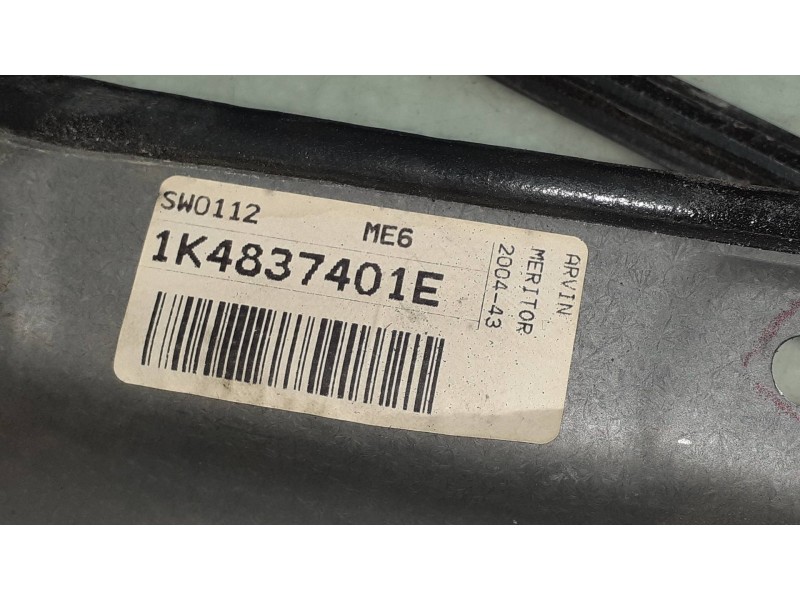 SW0112
ME6
1K4837401E
ARVIN
MERITOR
2004-43